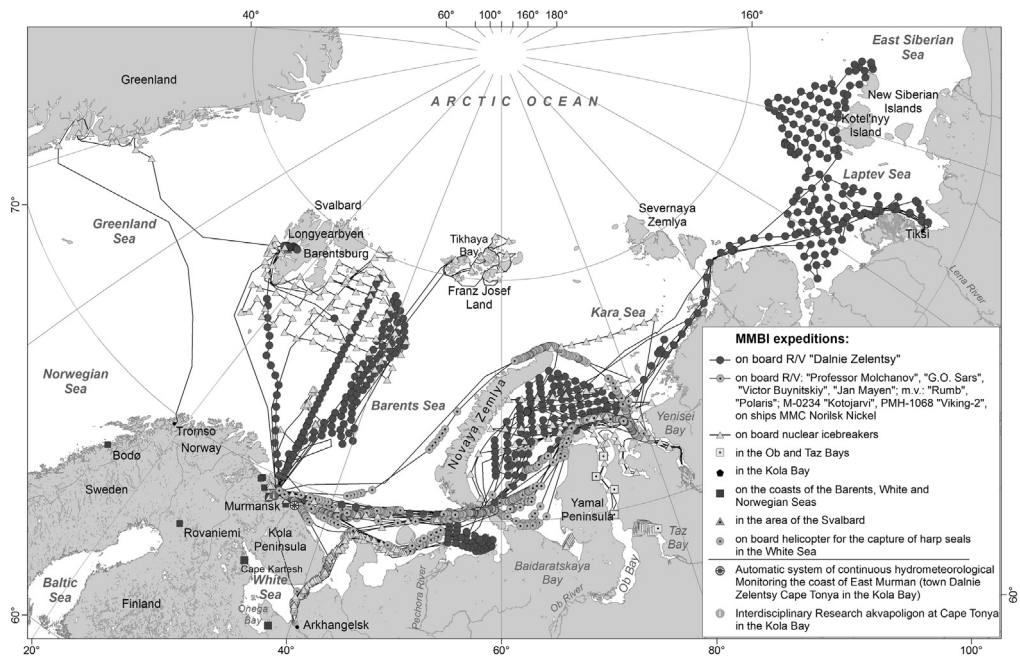 40°
60°
100°
160°
180°
160°
East Siberian
Sea
Greenland
ARCTIC OCEAN
New Siberian
Islands
Kotel'nyy
Island
Laptev Sea
70°
Greenland
Sea
Svalbard
Longyearbyen
Barentsburg
Tikhaya
Bay
Franz Josef
Land
Severnaya
Zemlya
Tiksi
Lena River
Kara Sea
Norwegian
Sea
Barents Sea
Novaya Zemlya
Yenisei
Bay
Tromso
Norway
Bodø
Sweden
Murmansk
Rovaniemi
Kola
Peninsula
Cape Kartesh
White
Sea
Onega
Bay
Arkhangelsk
Baltic
Sea
Finland
Yamal
Peninsula
Taz
Bay
Baidaratskaya
Bay
Pechora River
Ob River
Ob Bay
MMBI expeditions:
on board R/V "Dalnie Zelentsy"
on board R/V: "Professor Molchanov", "G.O. Sars",
"Victor Buynitskiy", "Jan Mayen"; m.v.: "Rumb",
"Polaris"; M-0234 "Kotojarvi", PMH-1068 "Viking-2",
on ships MMC Norilsk Nickel
on board nuclear icebreakers
in the Ob and Taz Bays
in the Kola Bay
on the coasts of the Barents, White and
Norwegian Seas
in the area of the Svalbard
on board helicopter for the capture of harp seals
in the White Sea
Automatic system of continuous hydrometeorological
Monitoring the coast of East Murman (town Dalnie
Zelentsy Cape Tonya in the Kola Bay)
Interdisciplinary Research akvapoligon at Cape Tonya
in the Kola Bay
60°
60°
20°
40°
60°
80°
100°